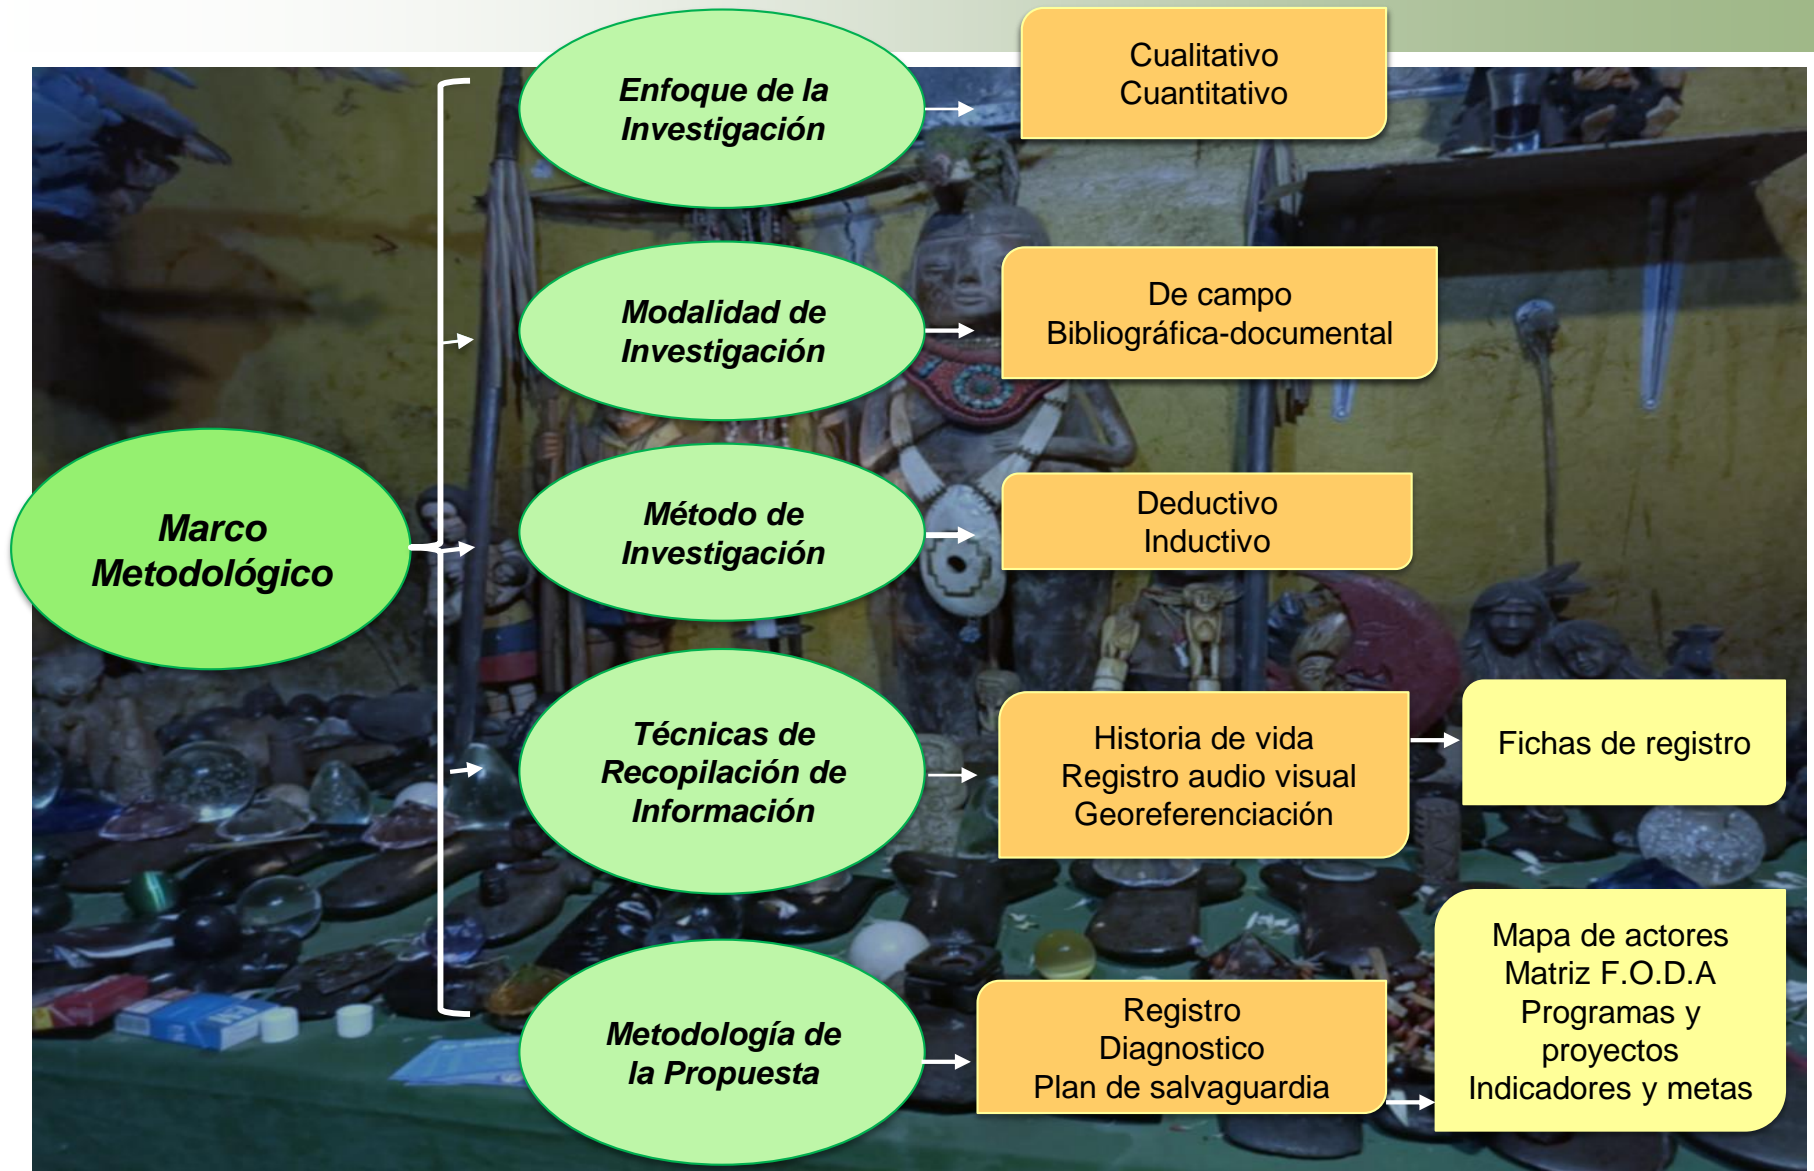 Marco
Metodológico
Enfoque de la
Investigación
Cualitativo
Cuantitativo
Modalidad de
Investigación
De campo
Bibliográfica-documental
Método de
Investigación
Deductivo
Inductivo
Técnicas de
Recopilación de
Información
Historia de vida
Registro audio visual
Georeferenciación
Fichas de registro
Metodología de
la Propuesta
Registro
Diagnostico
Plan de salvaguardia
Mapa de actores
Matriz F.O.D.A
Programas y
proyectos
Indicadores y metas